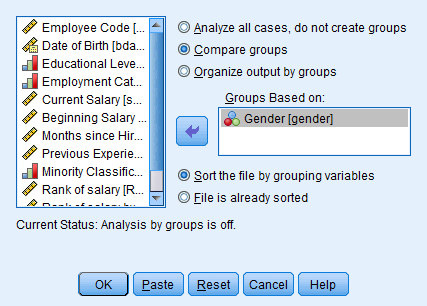 Employee Code [...
Date of Birth [bda...
Educational Leve...
Employment Cat...
Current Salary [s...
Beginning Salary ...
Months since Hir...
Previous Experie...
Minority Classific...
Rank of salary [R...
Analyze all cases, do not create groups
Compare groups
Organize output by groups
Groups Based on:
Gender [gender]
Sort the file by grouping variables
File is already sorted
Current Status: Analysis by groups is off.
OK Paste Reset Cancel Help